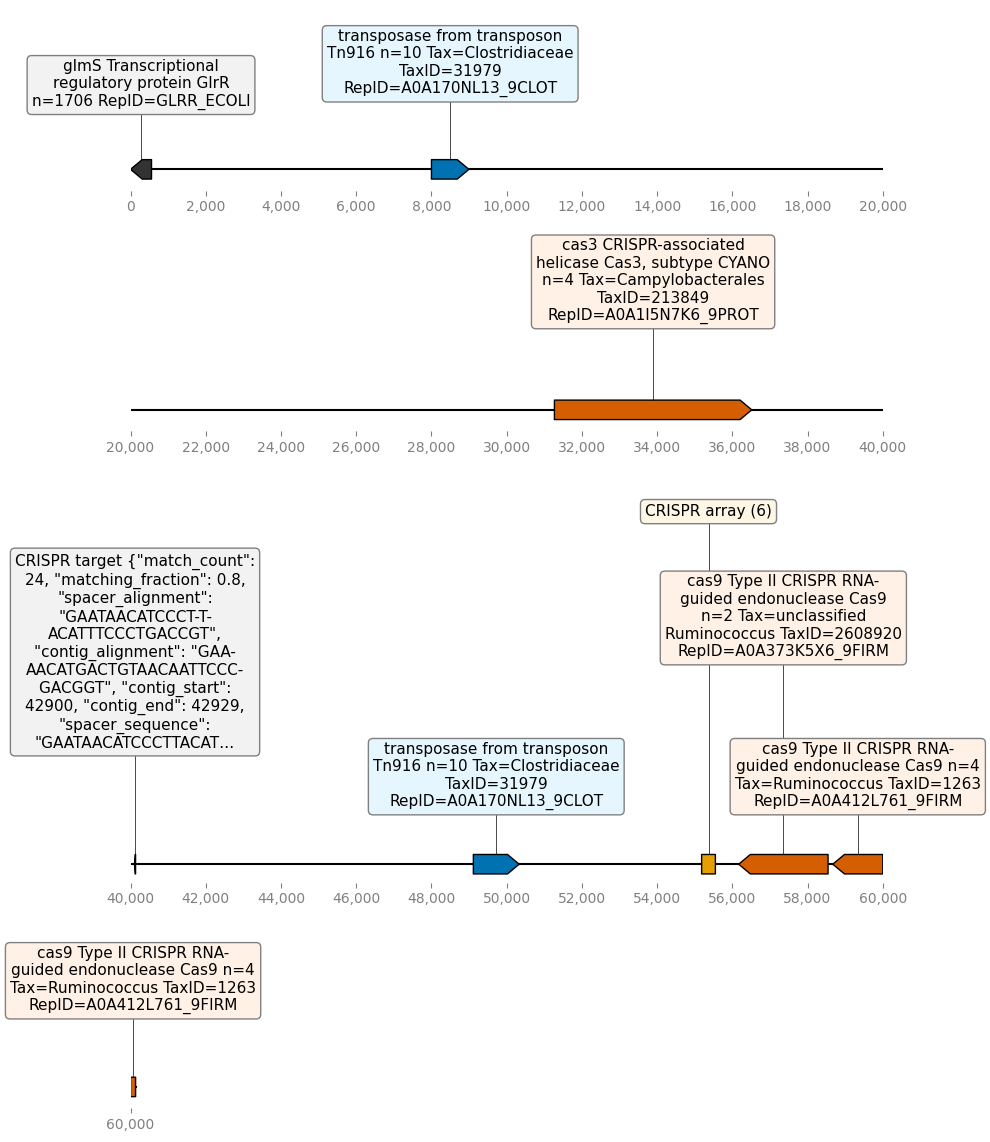 transposase from transposon
Tn916 n=10 Tax=Clostridiaceae
TaxID=31979
RepID=A0A170NL13_9CLOT
glmS Transcriptional
regulatory protein GlrR
n=1706 RepID=GLRR_ECOLI
0 2,000 4,000 6,000 8,000 10,000 12,000 14,000 16,000 18,000 20,000
cas3 CRISPR-associated
helicase Cas3, subtype CYANO
n=4 Tax=Campylobacterales
TaxID=213849
RepID=A0A1I5N7K6_9PROT
20,000 22,000 24,000 26,000 28,000 30,000 32,000 34,000 36,000 38,000 40,000
CRISPR array (6)
CRISPR target {"match_count":
24, "matching_fraction": 0.8,
"spacer_alignment":
"GAATAACATCCCT-T-
ACATTTCCCTGACCGT",
"contig_alignment": "GAA-
AACATGACTGTAACAATTCCC-
GACGGT", "contig_start":
42900, "contig_end": 42929,
"spacer_sequence":
"GAATAACATCCCTTACAT...
cas9 Type II CRISPR RNA-
guided endonuclease Cas9
n=2 Tax=unclassified
Ruminococcus TaxID=2608920
RepID=A0A373K5X6_9FIRM
transposase from transposon
Tn916 n=10 Tax=Clostridiaceae
TaxID=31979
RepID=A0A170NL13_9CLOT
cas9 Type II CRISPR RNA-
guided endonuclease Cas9 n=4
Tax=Ruminococcus TaxID=1263
RepID=A0A412L761_9FIRM
40,000 42,000 44,000 46,000 48,000 50,000 52,000 54,000 56,000 58,000 60,000
cas9 Type II CRISPR RNA-
guided endonuclease Cas9 n=4
Tax=Ruminococcus TaxID=1263
RepID=A0A412L761_9FIRM
60,000